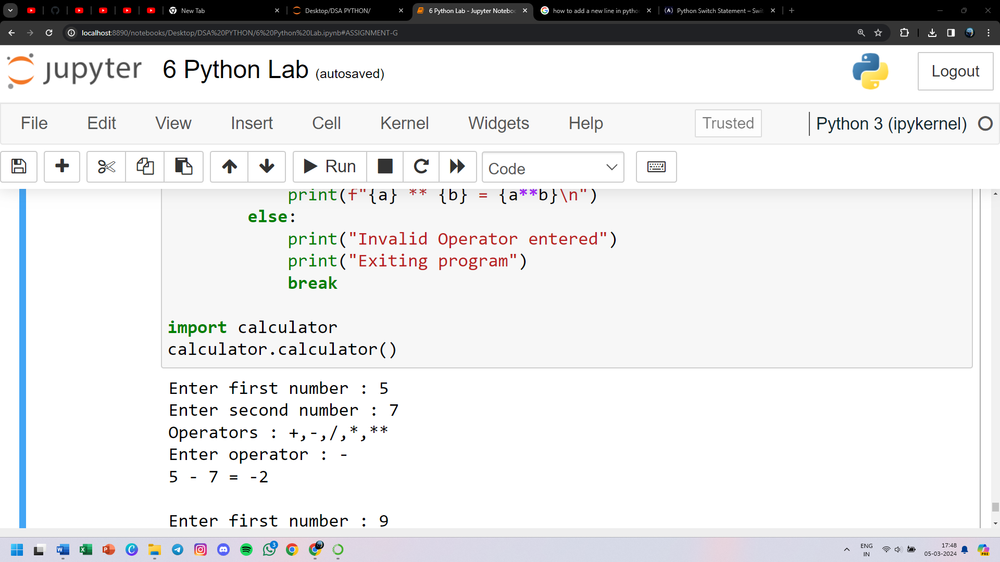 New Tab
Desktop/DSA PYTHON/
6 Python Lab - Jupyter Noteboo
how to add a new line in pytho
Python Switch Statement – Swit
localhost:8890/notebooks/Desktop/DSA%20PYTHON/6%20Python%20Lab.ipynb#ASSIGNMENT-G
jupyter 6 Python Lab (autosaved)
Logout
File Edit View Insert Cell Kernel Widgets Help Trusted Python 3 (ipykernel)
Run Code
print(f"{a} ** {b} = {a**b}\n")
else:
print("Invalid Operator entered")
print("Exiting program")
break
import calculator
calculator.calculator()
Enter first number : 5
Enter second number : 7
Operators : +,-,/,*,**
Enter operator : -
5 - 7 = -2
Enter first number : 9
3
ENG
IN
17:48
05-03-2024
PRE